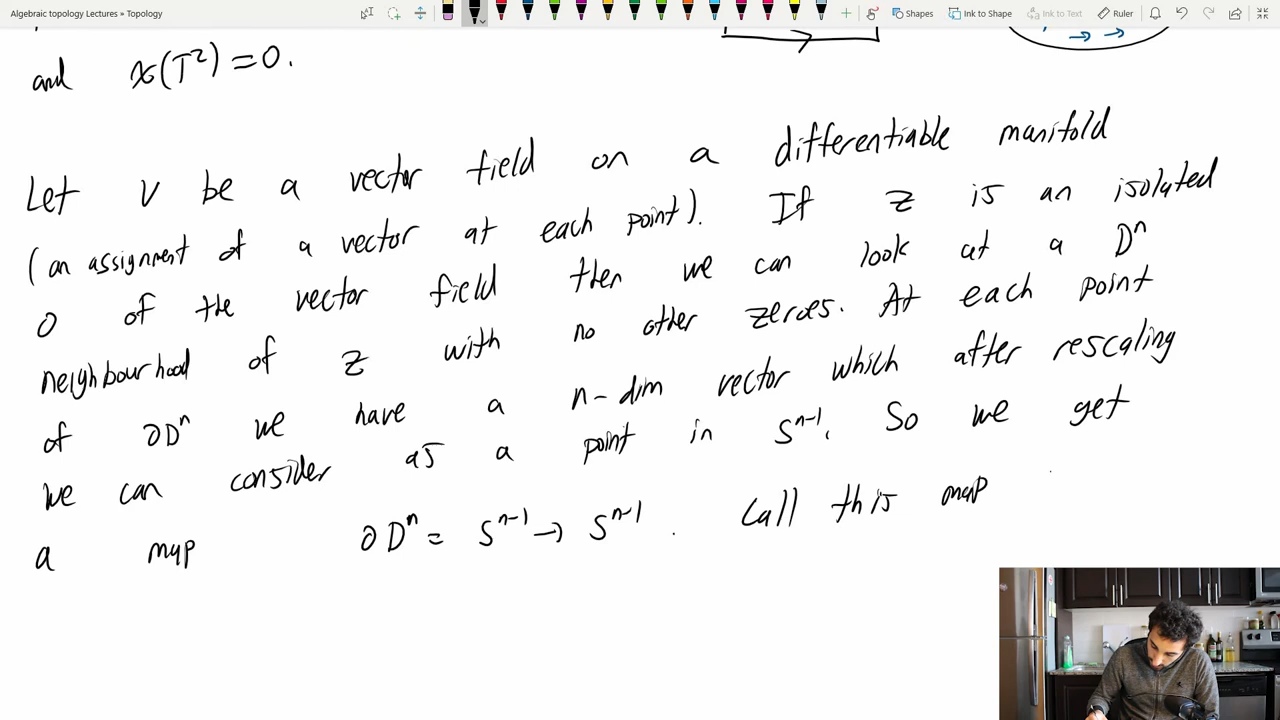 Algebraic topology Lectures » Topology
Shapes
Ink to Shape
Ink to Text
Ruler
and χ(T²) = 0.
Let v be a vector field on a differentiable manifold
(an assignment of a vector at each point). If z is an isolated
0 of the vector field then we can look at a Dⁿ
neighbourhood of z with no other zeroes. At each point
of ∂Dⁿ we have a n-dim vector which after rescaling
we can consider as a point in Sⁿ⁻¹. So we get
a map ∂Dⁿ = Sⁿ⁻¹ → Sⁿ⁻¹. Call this map